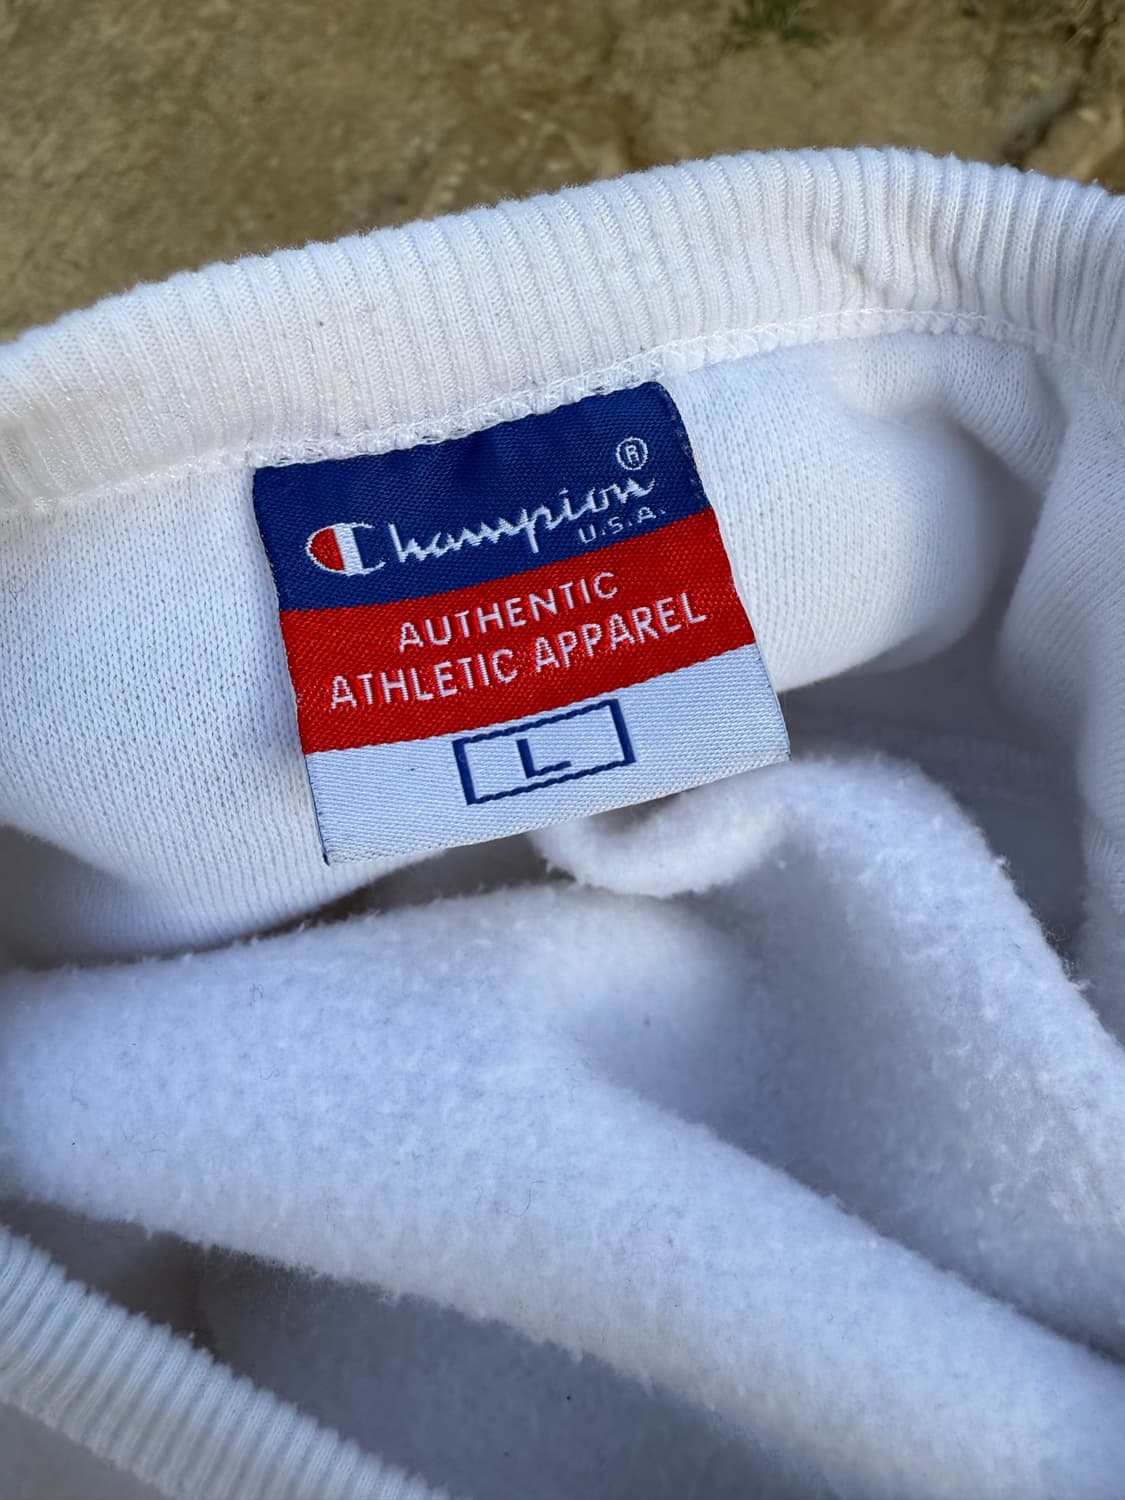 Champion®
U.S.A.
AUTHENTIC
ATHLETIC APPAREL
L